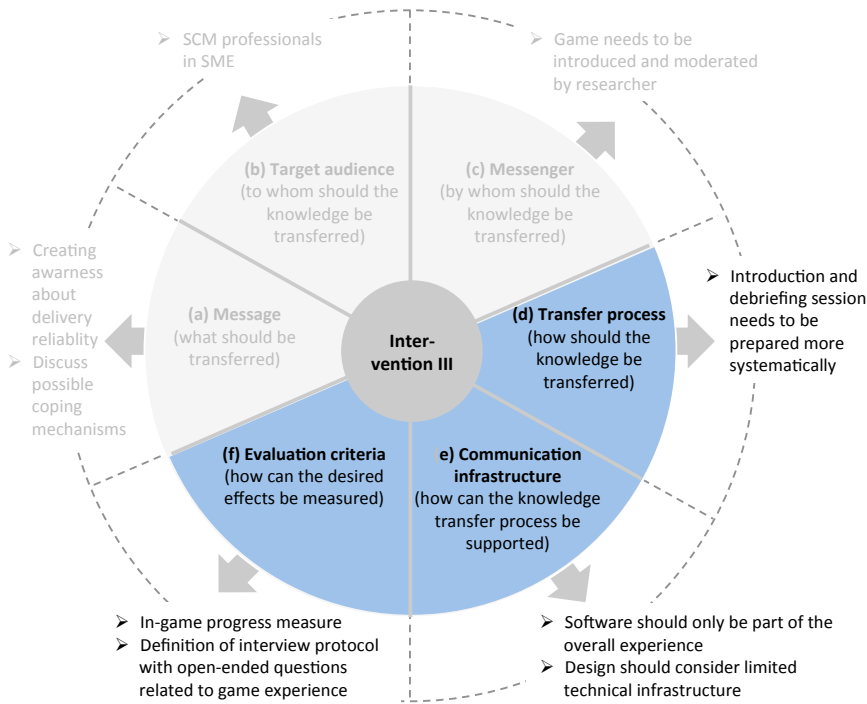 ➢ SCM professionals
in SME
➢ Game needs to be
introduced and moderated
by researcher
(b) Target audience
(to whom should the
knowledge be
transferred)
(c) Messenger
(by whom should the
knowledge be
transferred)
➢ Creating
awarness
about
delivery
reliablity
➢ Discuss
possible
coping
mechanisms
(a) Message
(what should be
transferred)
Inter-
vention III
(d) Transfer process
(how should the
knowledge be
transferred)
➢ Introduction and
debriefing session
needs to be
prepared more
systematically
(f) Evaluation criteria
(how can the desired
effects be measured)
e) Communication
infrastructure
(how can the knowledge
transfer process be
supported)
➢ In-game progress measure
➢ Definition of interview protocol
with open-ended questions
related to game experience
➢ Software should only be part of the
overall experience
➢ Design should consider limited
technical infrastructure